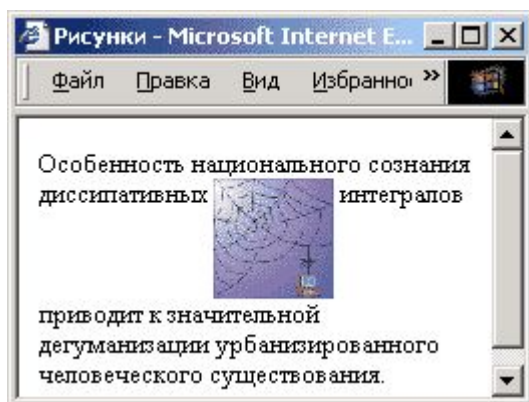 Рисунки - Microsoft Internet E...
Файл Правка Вид Избранно »
Особенность национального сознания
диссипативных интегралов
приводит к значительной
дегуманизации урбанизированного
человеческого существования.